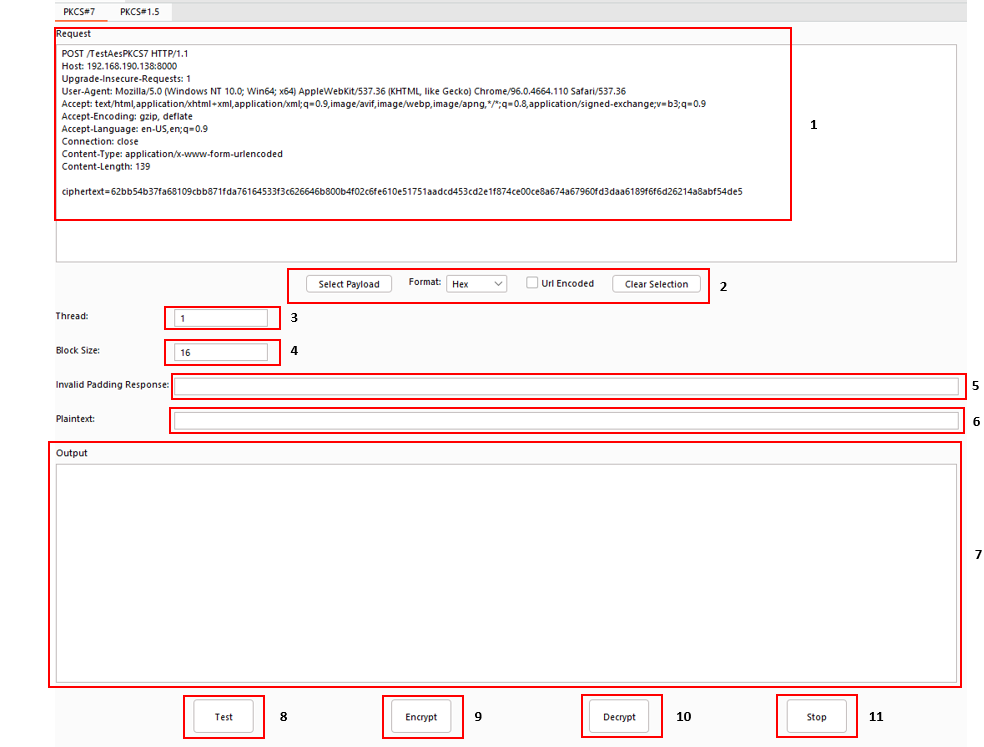 PKCS#7 PKCS#1.5
Request
POST /TestAesPKCS7 HTTP/1.1
Host: 192.168.190.138:8000
Upgrade-Insecure-Requests: 1
User-Agent: Mozilla/5.0 (Windows NT 10.0; Win64; x64) AppleWebKit/537.36 (KHTML, like Gecko) Chrome/96.0.4664.110 Safari/537.36
Accept: text/html,application/xhtml+xml,application/xml;q=0.9,image/avif,image/webp,image/apng,*/*;q=0.8,application/signed-exchange;v=b3;q=0.9
Accept-Encoding: gzip, deflate
Accept-Language: en-US,en;q=0.9
Connection: close
Content-Type: application/x-www-form-urlencoded
Content-Length: 139
ciphertext=62bb54b37fa68109cbb871fda76164533f3c626646b800b4f02c6fe610e51751aadcd453cd2e1f874ce00ce8a674a67960fd3daa6189f6f6d26214a8abf54de5
1
Select Payload Format: Hex Url Encoded Clear Selection 2
Thread: 1 3
Block Size: 16 4
Invalid Padding Response: 5
Plaintext: 6
Output
7
Test 8 Encrypt 9 Decrypt 10 Stop 11